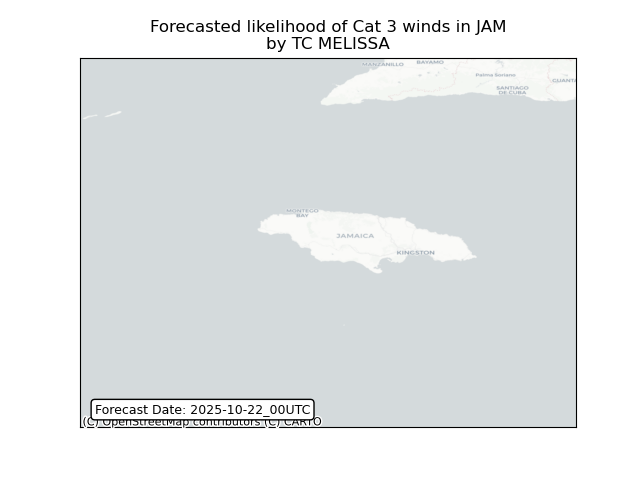 Forecasted likelihood of Cat 3 winds in JAM
by TC MELISSA
MANZANILLO
BAYAMO
Palma Soriano
SANTIAGO
DE CUBA
GUANT
MONTEGO
BAY
JAMAICA
KINGSTON
Forecast Date: 2025-10-22_00UTC
(C) OpenStreetMap contributors (C) CARTO